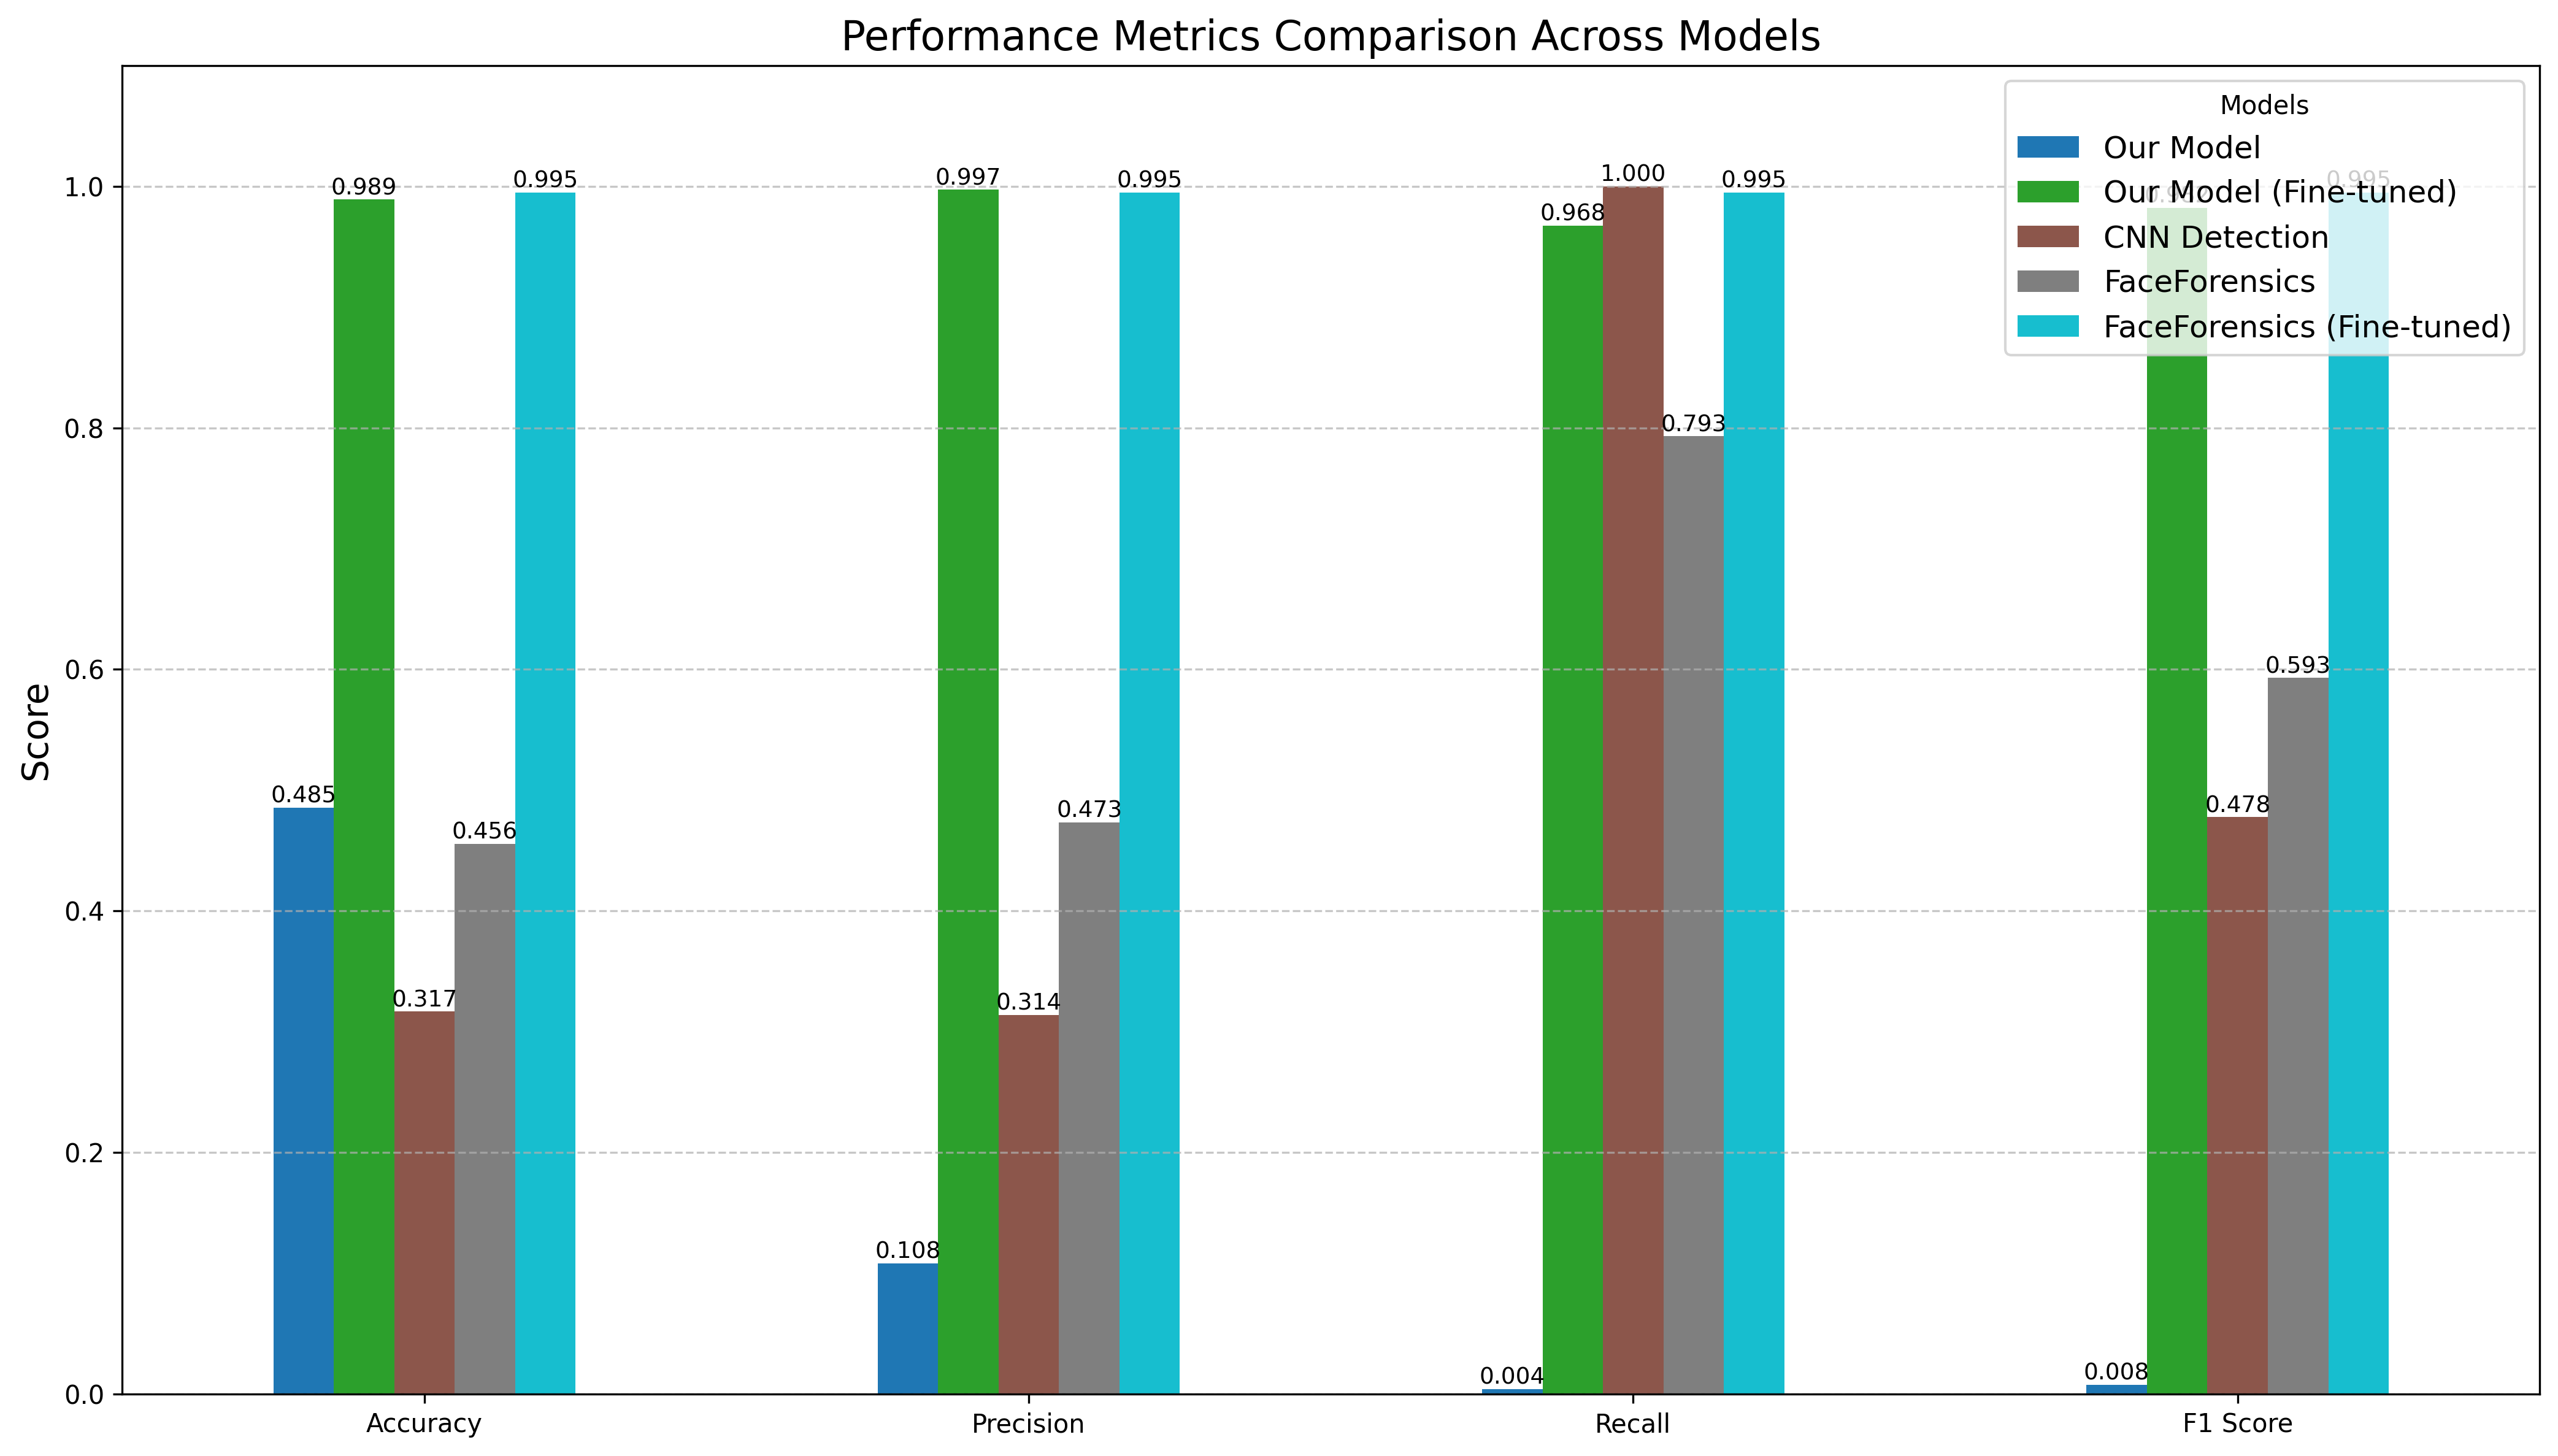 Performance Metrics Comparison Across Models
Models
Our Model
Our Model (Fine-tuned)
CNN Detection
FaceForensics
FaceForensics (Fine-tuned)
Score
1.0
0.8
0.6
0.4
0.2
0.0
0.485
0.989
0.317
0.456
0.995
0.108
0.997
0.314
0.473
0.995
0.004
0.968
1.000
0.793
0.995
0.008
0.478
0.593
0.995
Accuracy
Precision
Recall
F1 Score